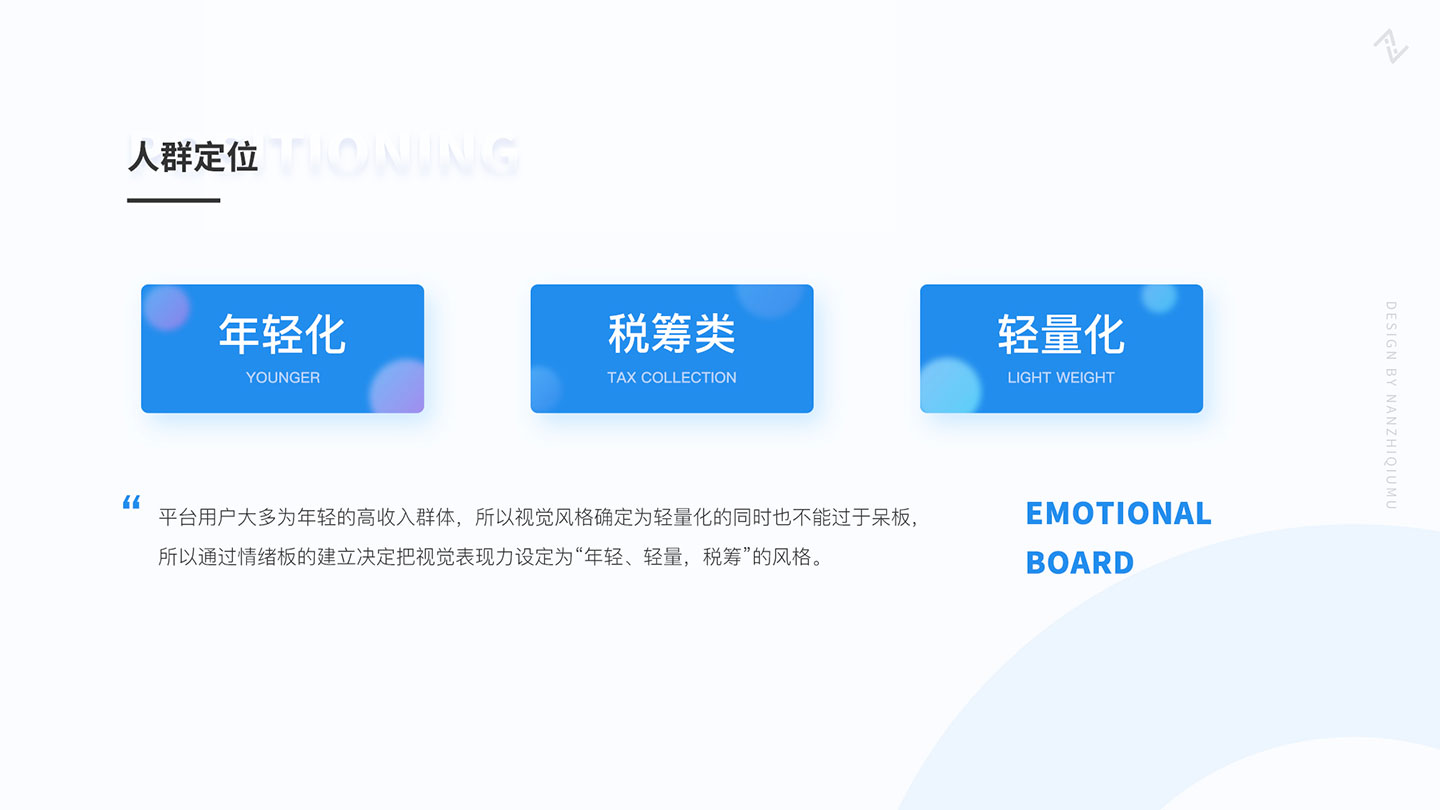 POSITIONING
人群定位
年轻化
YOUNGER
税筹类
TAX COLLECTION
轻量化
LIGHT WEIGHT
“
平台用户大多为年轻的高收入群体，所以视觉风格确定为轻量化的同时也不能过于呆板，
所以通过情绪板的建立决定把视觉表现力设定为“年轻、轻量，税筹”的风格。
EMOTIONAL
BOARD
DESIGN BY NANZHIQIUMU